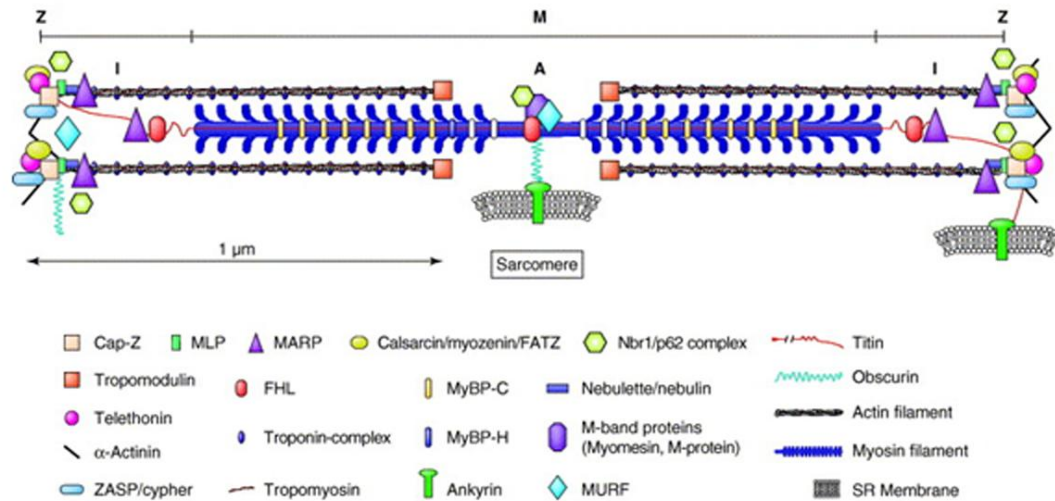 Z M Z
I A I
1 µm
Sarcomere
Cap-Z MLP MARP Calsarcin/myozenin/FATZ Nbr1/p62 complex Titin
Tropomodulin FHL MyBP-C Nebulette/nebulin Obscurin
Telethonin Troponin-complex MyBP-H M-band proteins Actin filament
(Myomesin, M-protein)
α-Actinin Myosin filament
ZASP/cypher Tropomyosin Ankyrin MURF SR Membrane